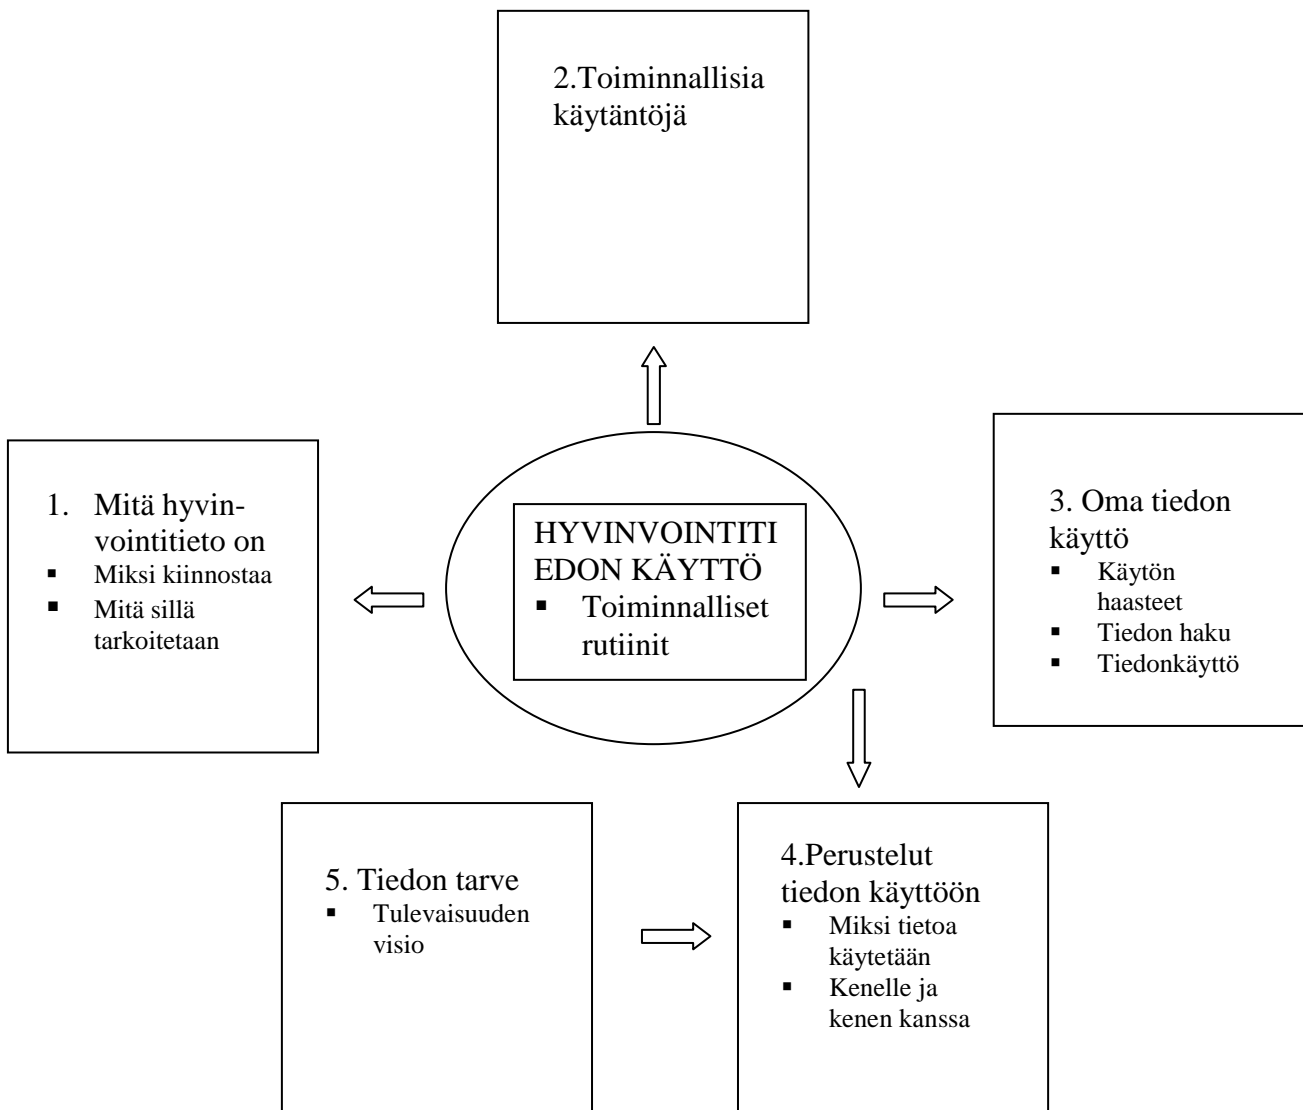 2.Toiminnallisia
käytäntöjä
1. Mitä hyvin-
vointitieto on
▪ Miksi kiinnostaa
▪ Mitä sillä
tarkoitetaan
HYVINVOINTITI
EDON KÄYTTÖ
▪ Toiminnalliset
rutiinit
3. Oma tiedon
käyttö
▪ Käytön
haasteet
▪ Tiedon haku
▪ Tiedonkäyttö
5. Tiedon tarve
▪ Tulevaisuuden
visio
4.Perustelut
tiedon käyttöön
▪ Miksi tietoa
käytetään
▪ Kenelle ja
kenen kanssa